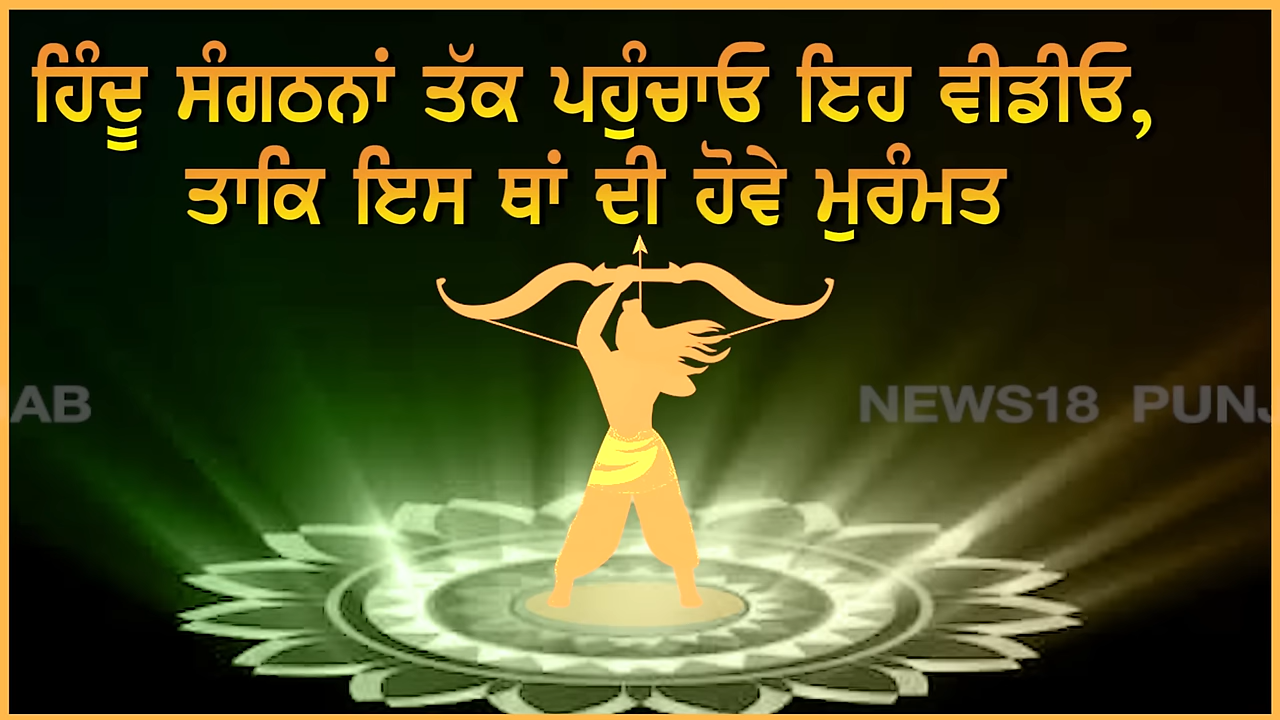 ਹਿੰਦੂ ਸੰਗਠਨਾਂ ਤੱਕ ਪਹੁੰਚਾਓ ਇਹ ਵੀਡੀਓ,
ਤਾਕਿ ਇਸ ਥਾਂ ਦੀ ਹੋਵੇ ਮੁਰੰਮਤ
AB NEWS18 PUNJ